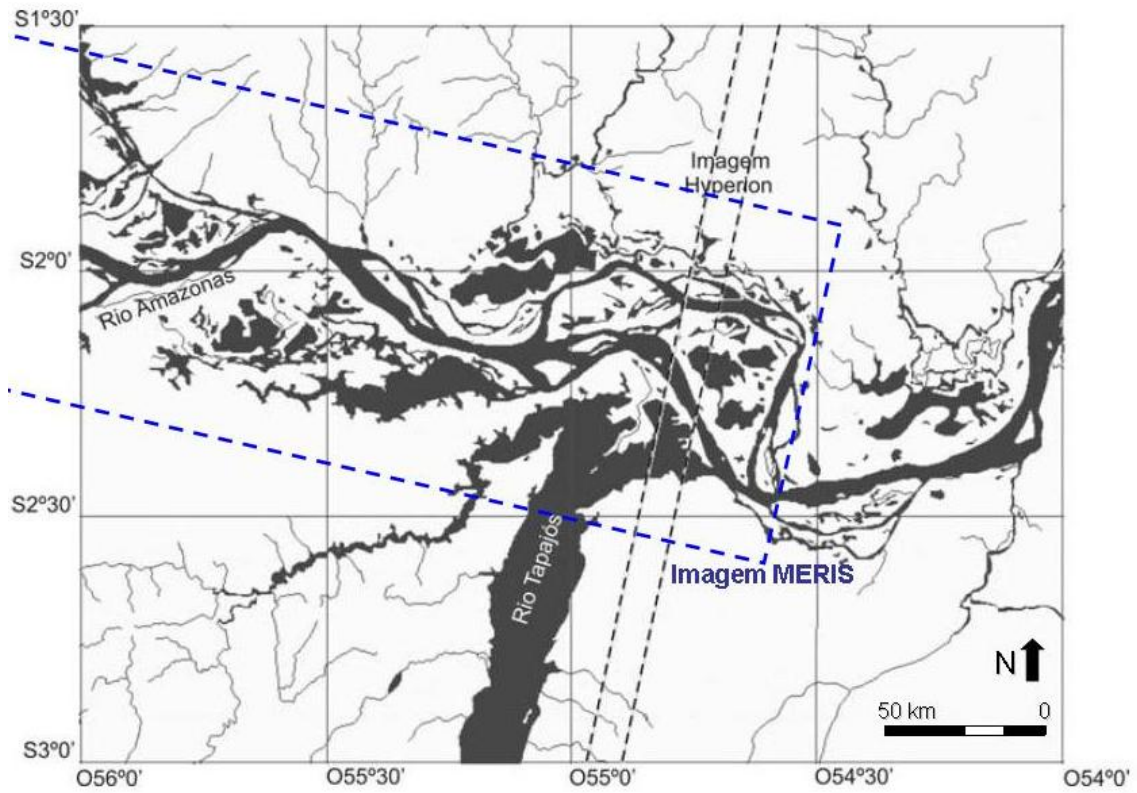 S1º30'
Imagem
Hyperion
S2º0'
Rio Amazonas
S2º30'
Rio Tapajós
Imagem MERIS
N
50 km 0
S3º0'
O56º0' O55º30' O55º0' O54º30' O54º0'